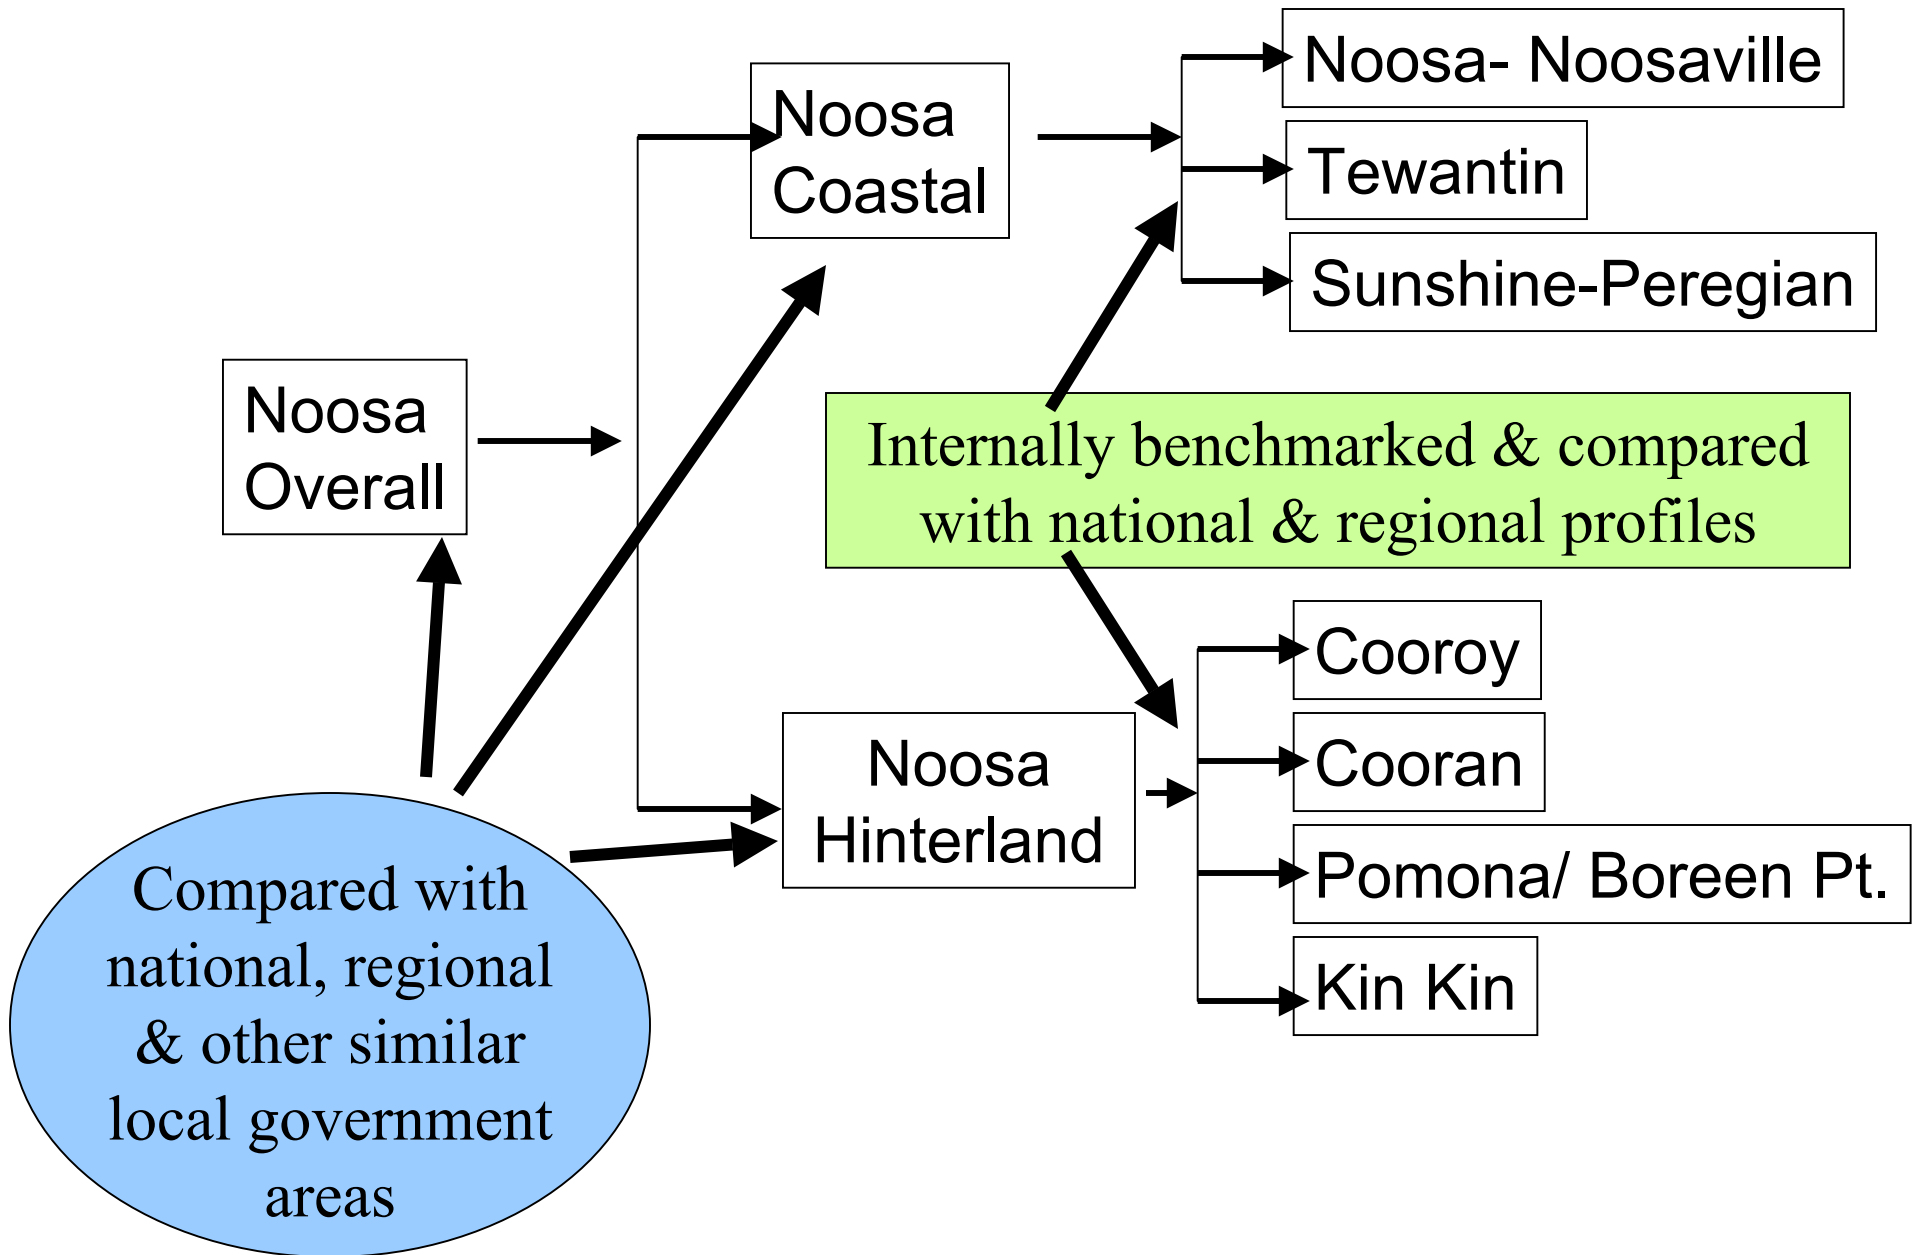 Noosa- Noosaville
Noosa
Coastal
Tewantin
Sunshine-Peregian
Noosa
Overall
Internally benchmarked & compared
with national & regional profiles
Cooroy
Noosa
Hinterland
Cooran
Pomona/ Boreen Pt.
Kin Kin
Compared with
national, regional
& other similar
local government
areas